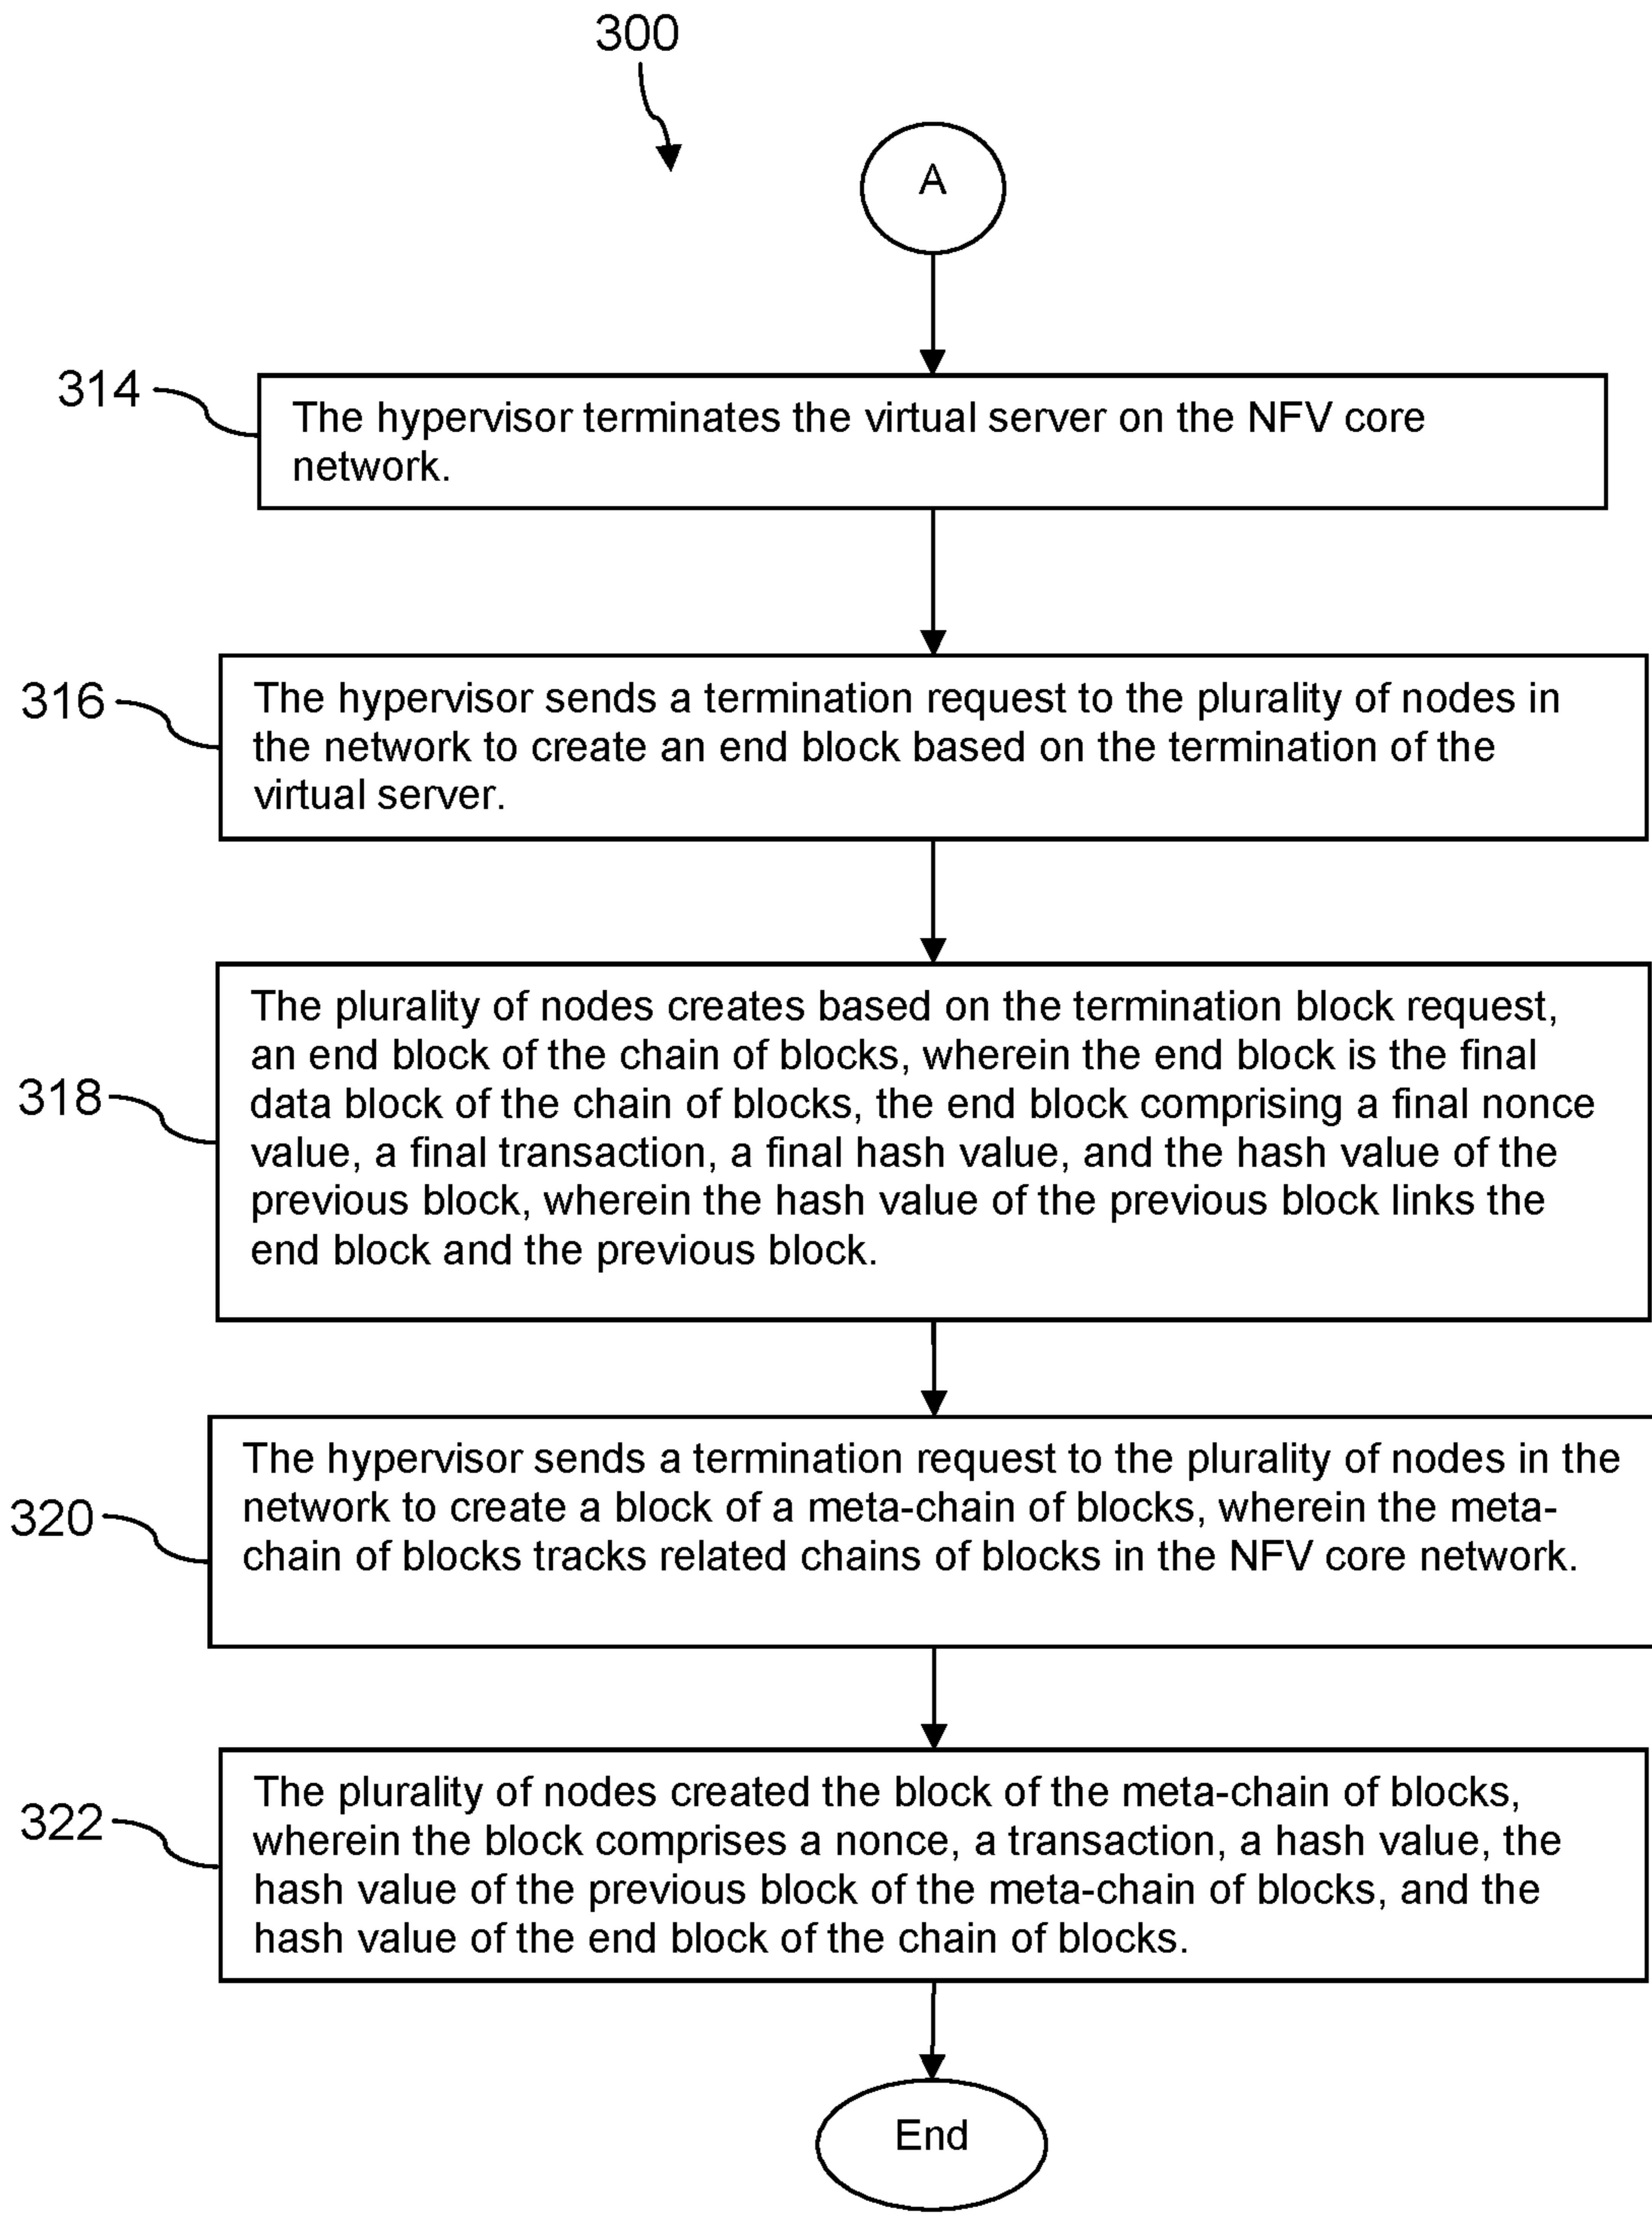 300
A
314
The hypervisor terminates the virtual server on the NFV core
network.
316
The hypervisor sends a termination request to the plurality of nodes in
the network to create an end block based on the termination of the
virtual server.
318
The plurality of nodes creates based on the termination block request,
an end block of the chain of blocks, wherein the end block is the final
data block of the chain of blocks, the end block comprising a final nonce
value, a final transaction, a final hash value, and the hash value of the
previous block, wherein the hash value of the previous block links the
end block and the previous block.
320
The hypervisor sends a termination request to the plurality of nodes in the
network to create a block of a meta-chain of blocks, wherein the meta-
chain of blocks tracks related chains of blocks in the NFV core network.
322
The plurality of nodes created the block of the meta-chain of blocks,
wherein the block comprises a nonce, a transaction, a hash value, the
hash value of the previous block of the meta-chain of blocks, and the
hash value of the end block of the chain of blocks.
End